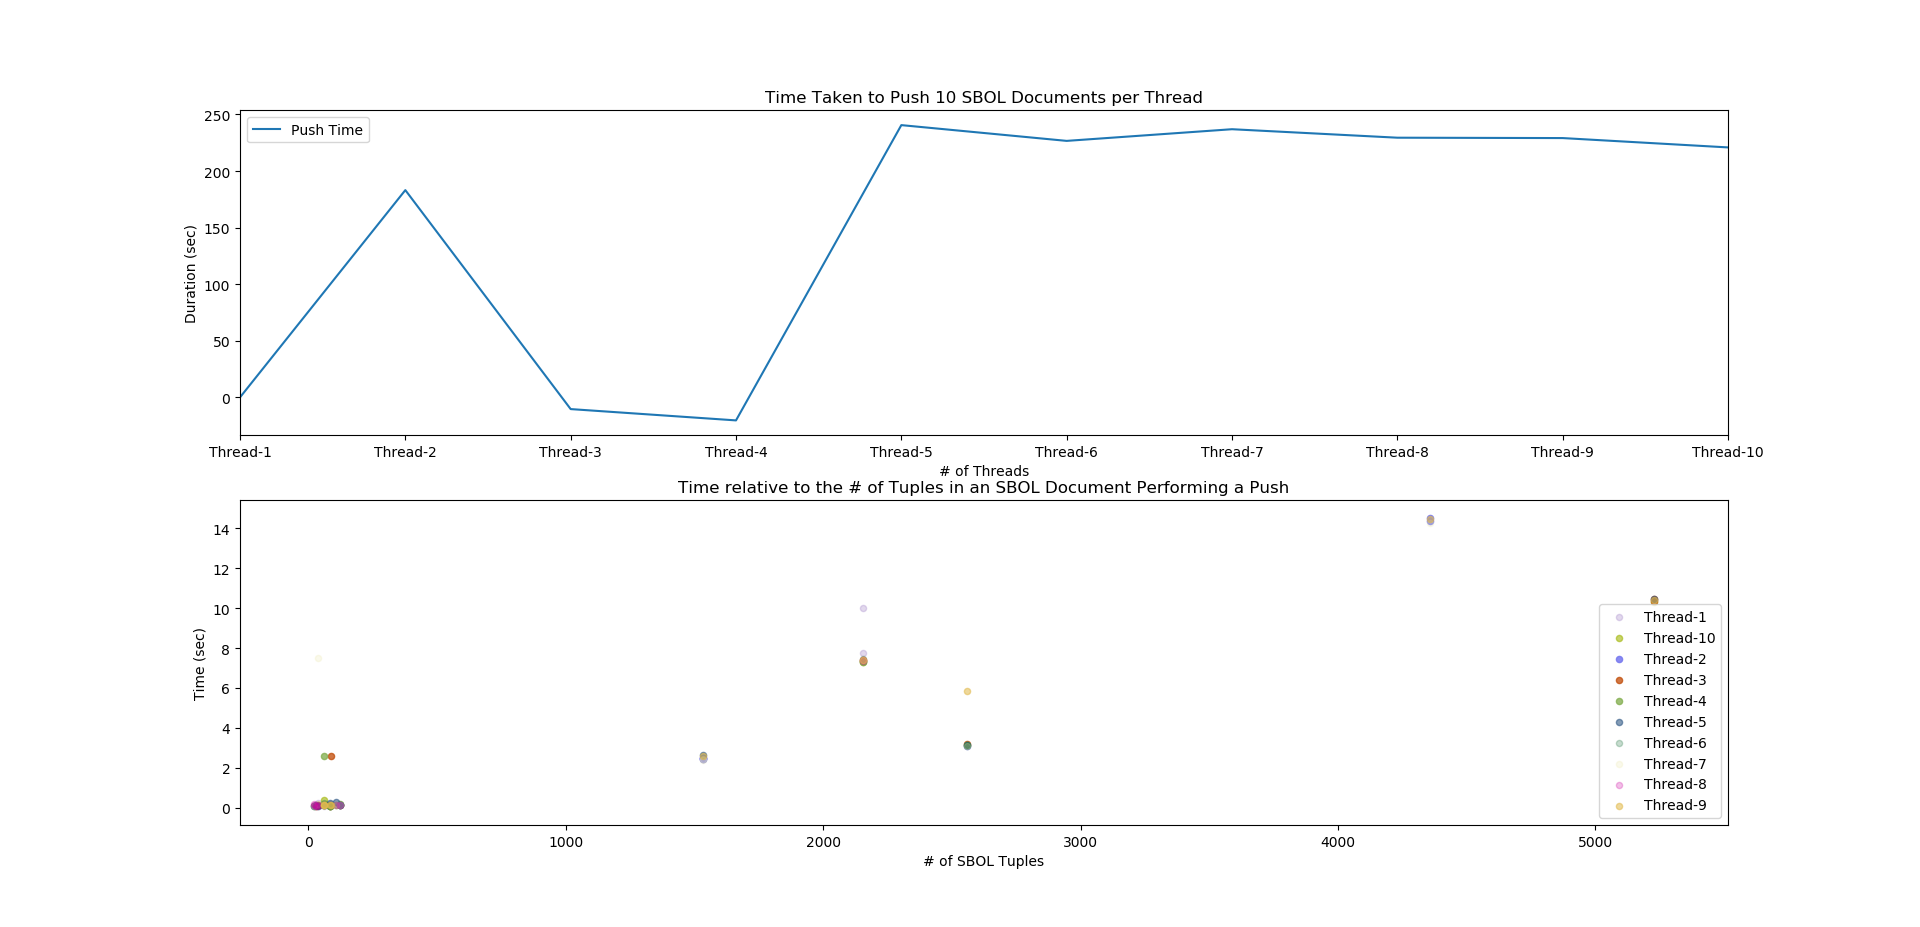 Time Taken to Push 10 SBOL Documents per Thread
250
200
150
100
50
0
Duration (sec)
Push Time
Thread-1 Thread-2 Thread-3 Thread-4 Thread-5 Thread-6 Thread-7 Thread-8 Thread-9 Thread-10
# of Threads
Time relative to the # of Tuples in an SBOL Document Performing a Push
14
12
10
8
6
4
2
0
Time (sec)
Thread-1
Thread-10
Thread-2
Thread-3
Thread-4
Thread-5
Thread-6
Thread-7
Thread-8
Thread-9
0 1000 2000 3000 4000 5000
# of SBOL Tuples